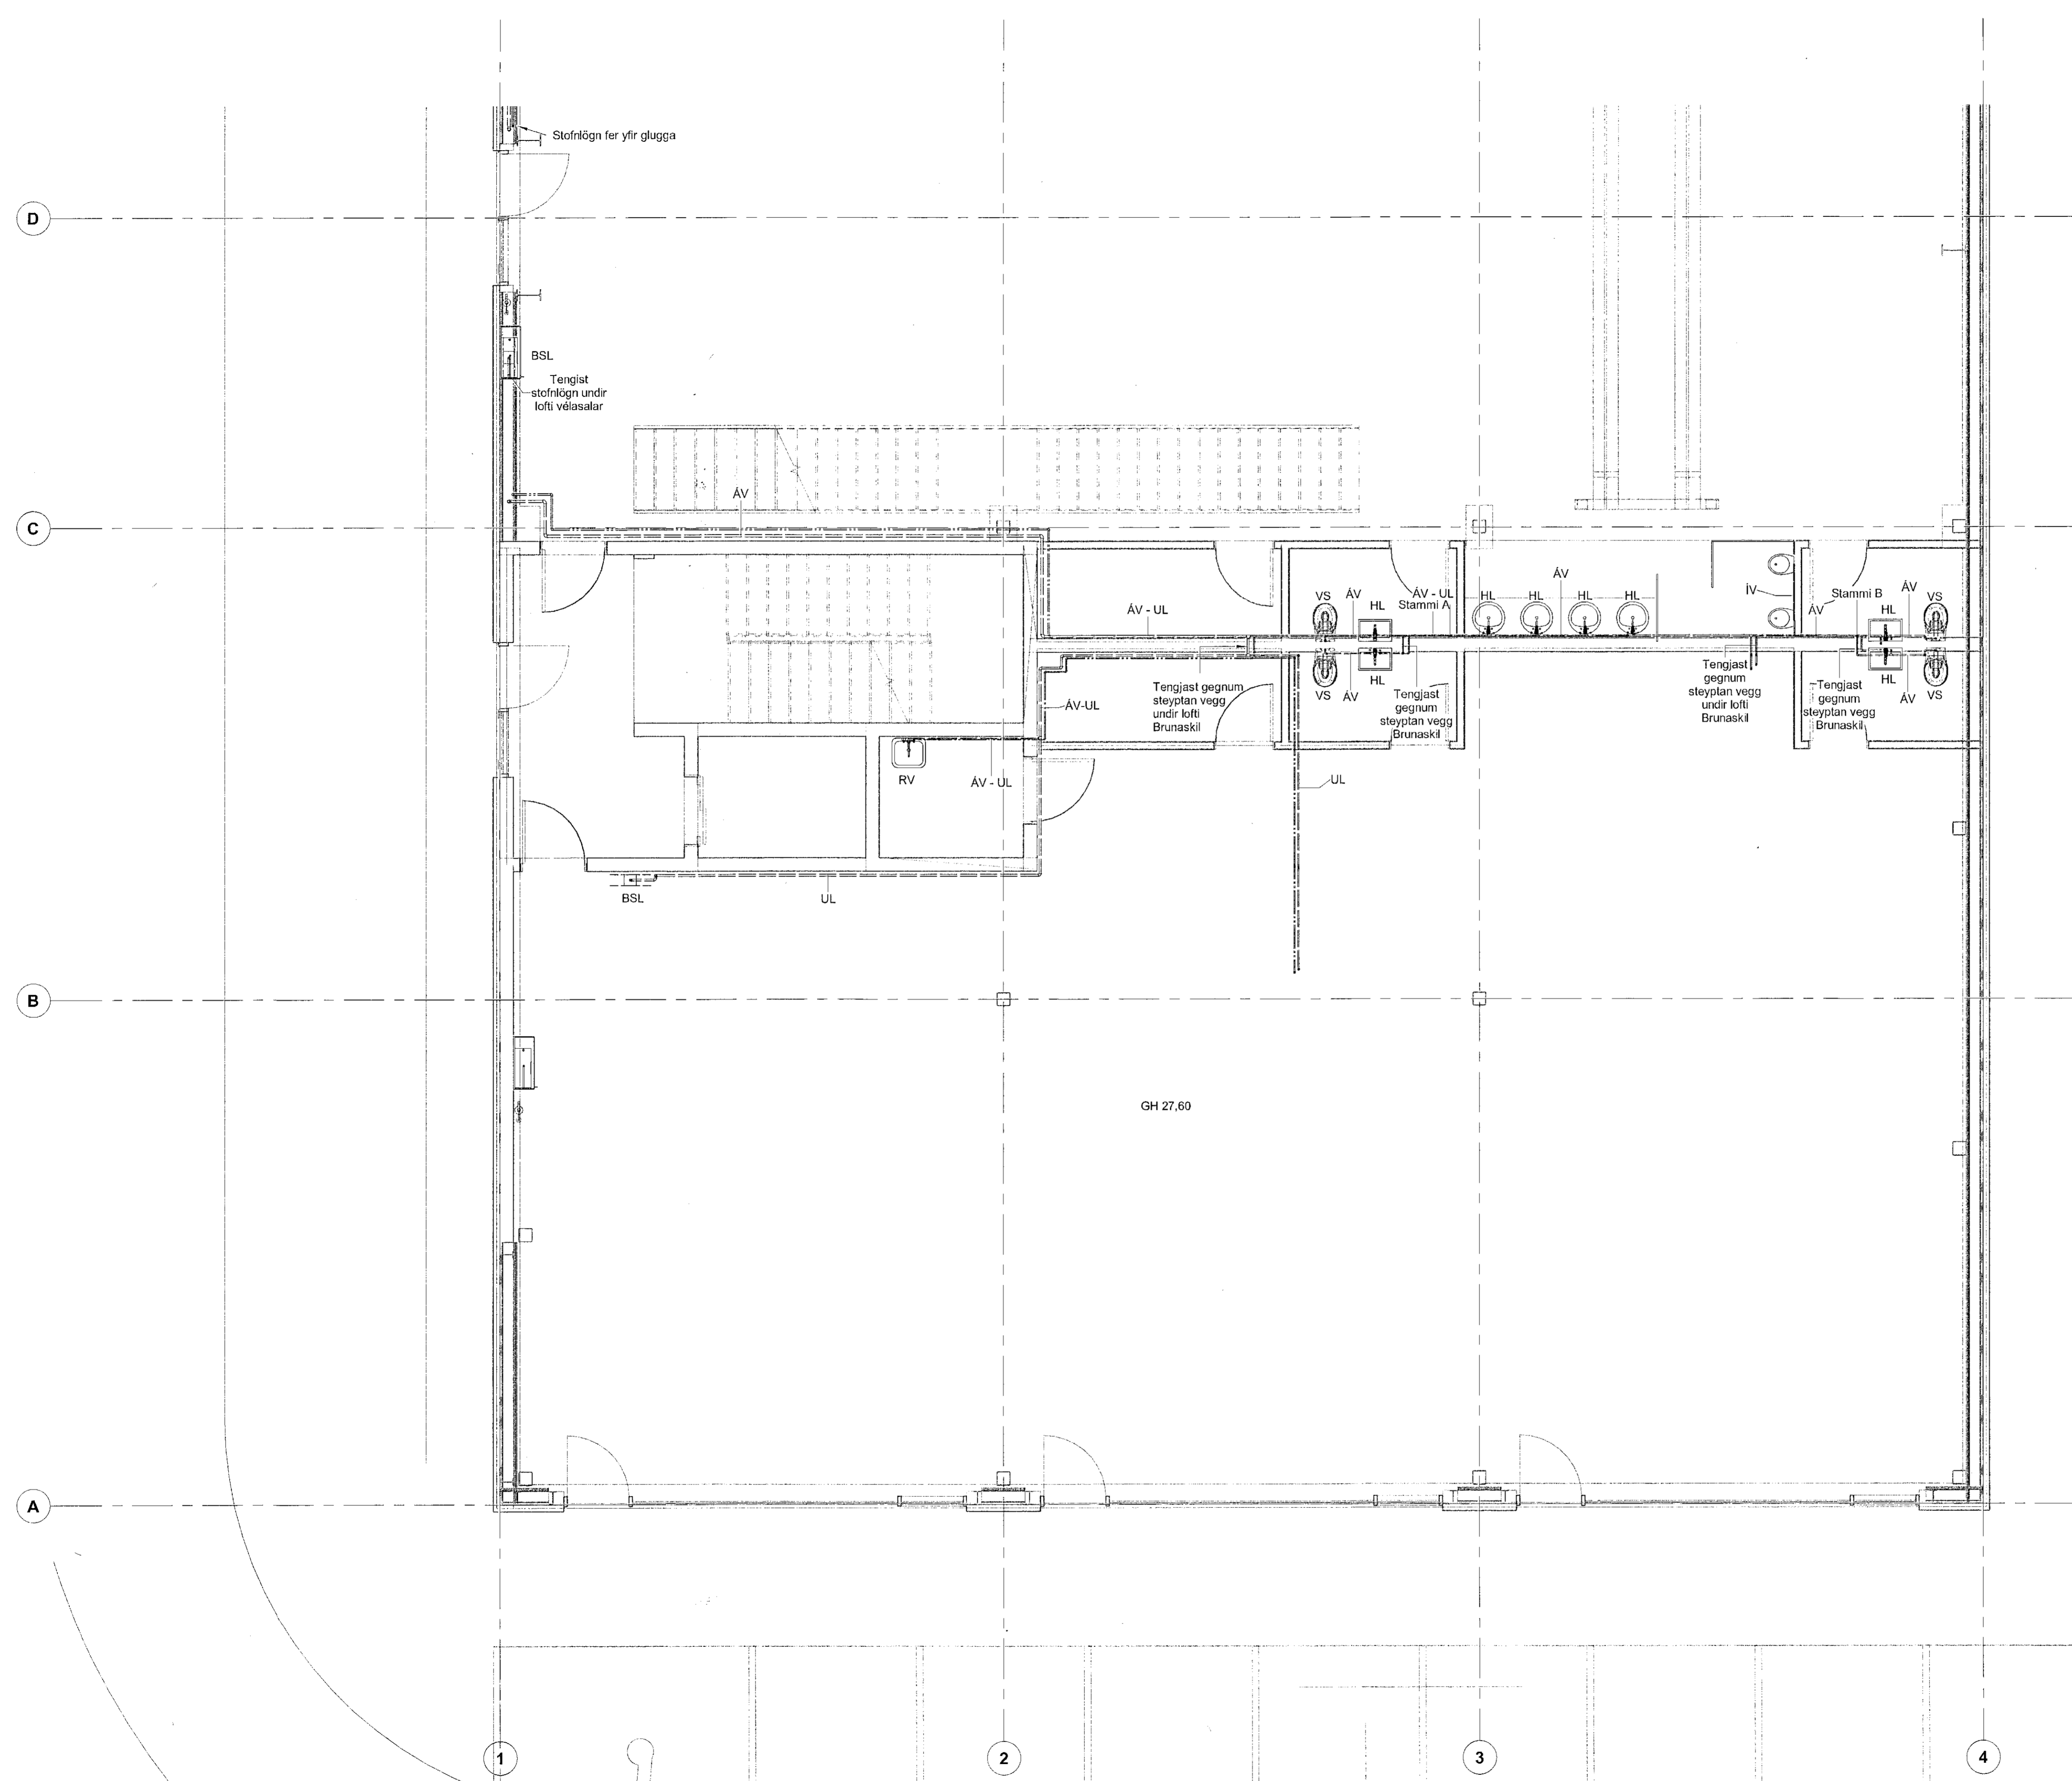 Stofnlögn fer yfir glugga
D
BSL
Tengist
stofnlögn undir
lofti vélasalar
ÁV
C
VS
ÁV
HL
ÁV - UL
Stammi A
HL
ÁV
HL
HL
HL
ÍV
ÁV
Stammi B
HL
ÁV
VS
ÁV - UL
Tengjast gegnum
steyptan vegg
undir lofti
Brunaskil
VS
ÁV
HL
Tengjast
gegnum
steyptan vegg
Brunaskil
Tengjast
gegnum
steyptan vegg
undir lofti
Brunaskil
Tengjast
gegnum
steyptan vegg
Brunaskil
HL
ÁV
VS
ÁV-UL
RV
ÁV - UL
UL
BSL
UL
B
GH 27,60
A
1
2
3
4